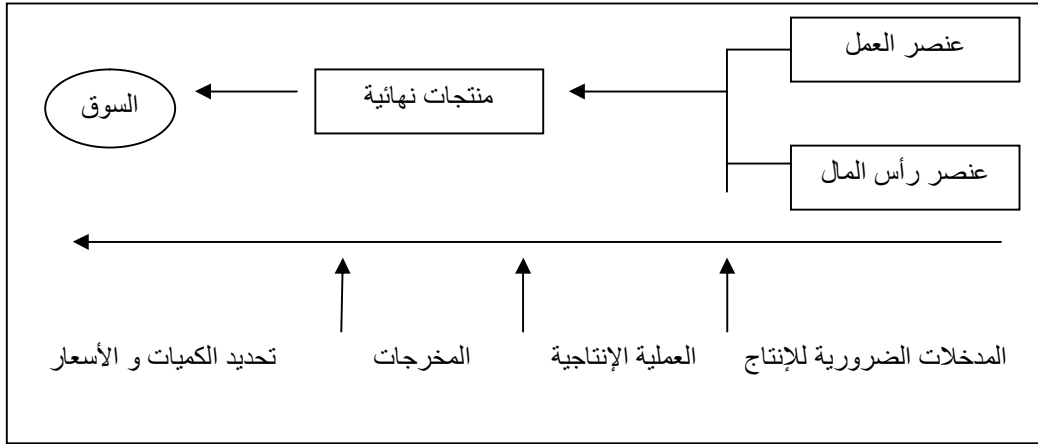 عنصر العمل
منتجات نهائية
السوق
عنصر رأس المال
المدخلات الضرورية للإنتاج
العملية الإنتاجية
المخرجات
تحديد الكميات و الأسعار